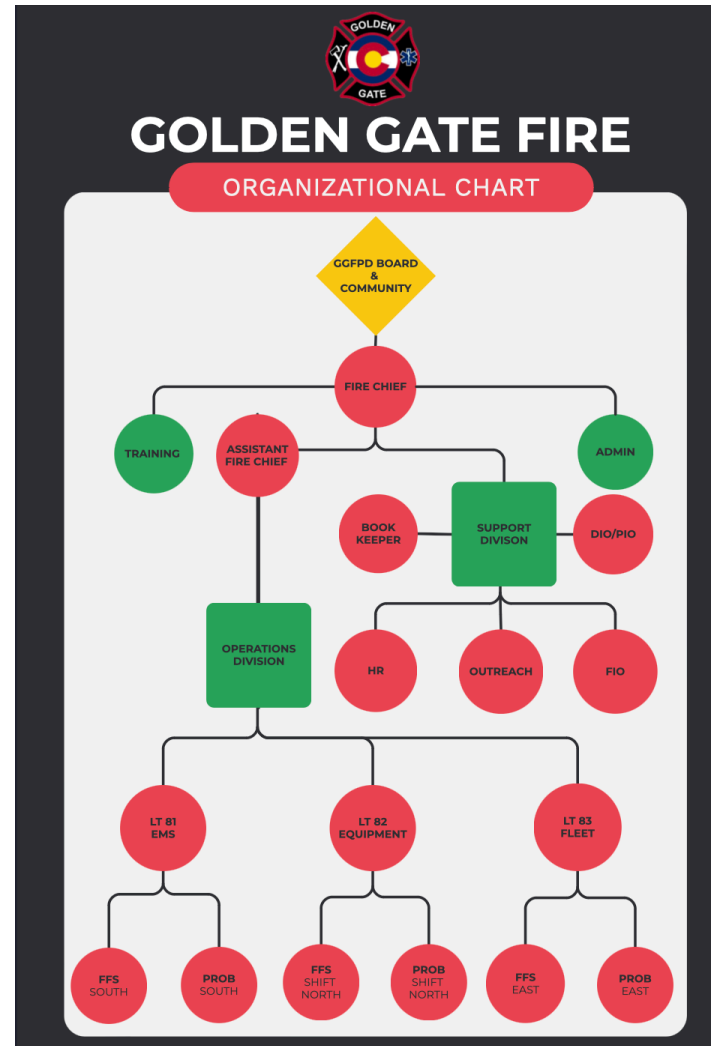 GOLDEN
GATE
GOLDEN GATE FIRE
ORGANIZATIONAL CHART
GGFPD BOARD
&
COMMUNITY
FIRE CHIEF
TRAINING
ASSISTANT
FIRE CHIEF
ADMIN
BOOK
KEEPER
SUPPORT
DIVISON
DIO/PIO
OPERATIONS
DIVISION
HR
OUTREACH
FIO
LT 81
EMS
LT 82
EQUIPMENT
LT 83
FLEET
FFS
SOUTH
PROB
SOUTH
FFS
SHIFT
NORTH
PROB
SHIFT
NORTH
FFS
EAST
PROB
EAST